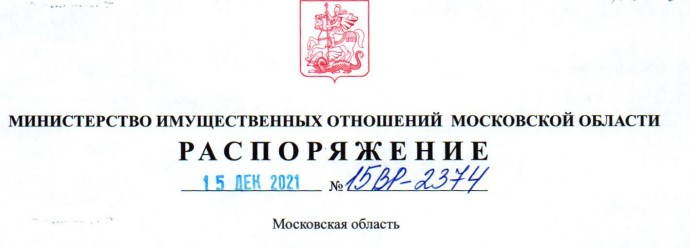 МИНИСТЕРСТВО ИМУЩЕСТВЕННЫХ ОТНОШЕНИЙ МОСКОВСКОЙ ОБЛАСТИ
РАСПОРЯЖЕНИЕ
15 ДЕК 2021 № 15ВР-2374
Московская область